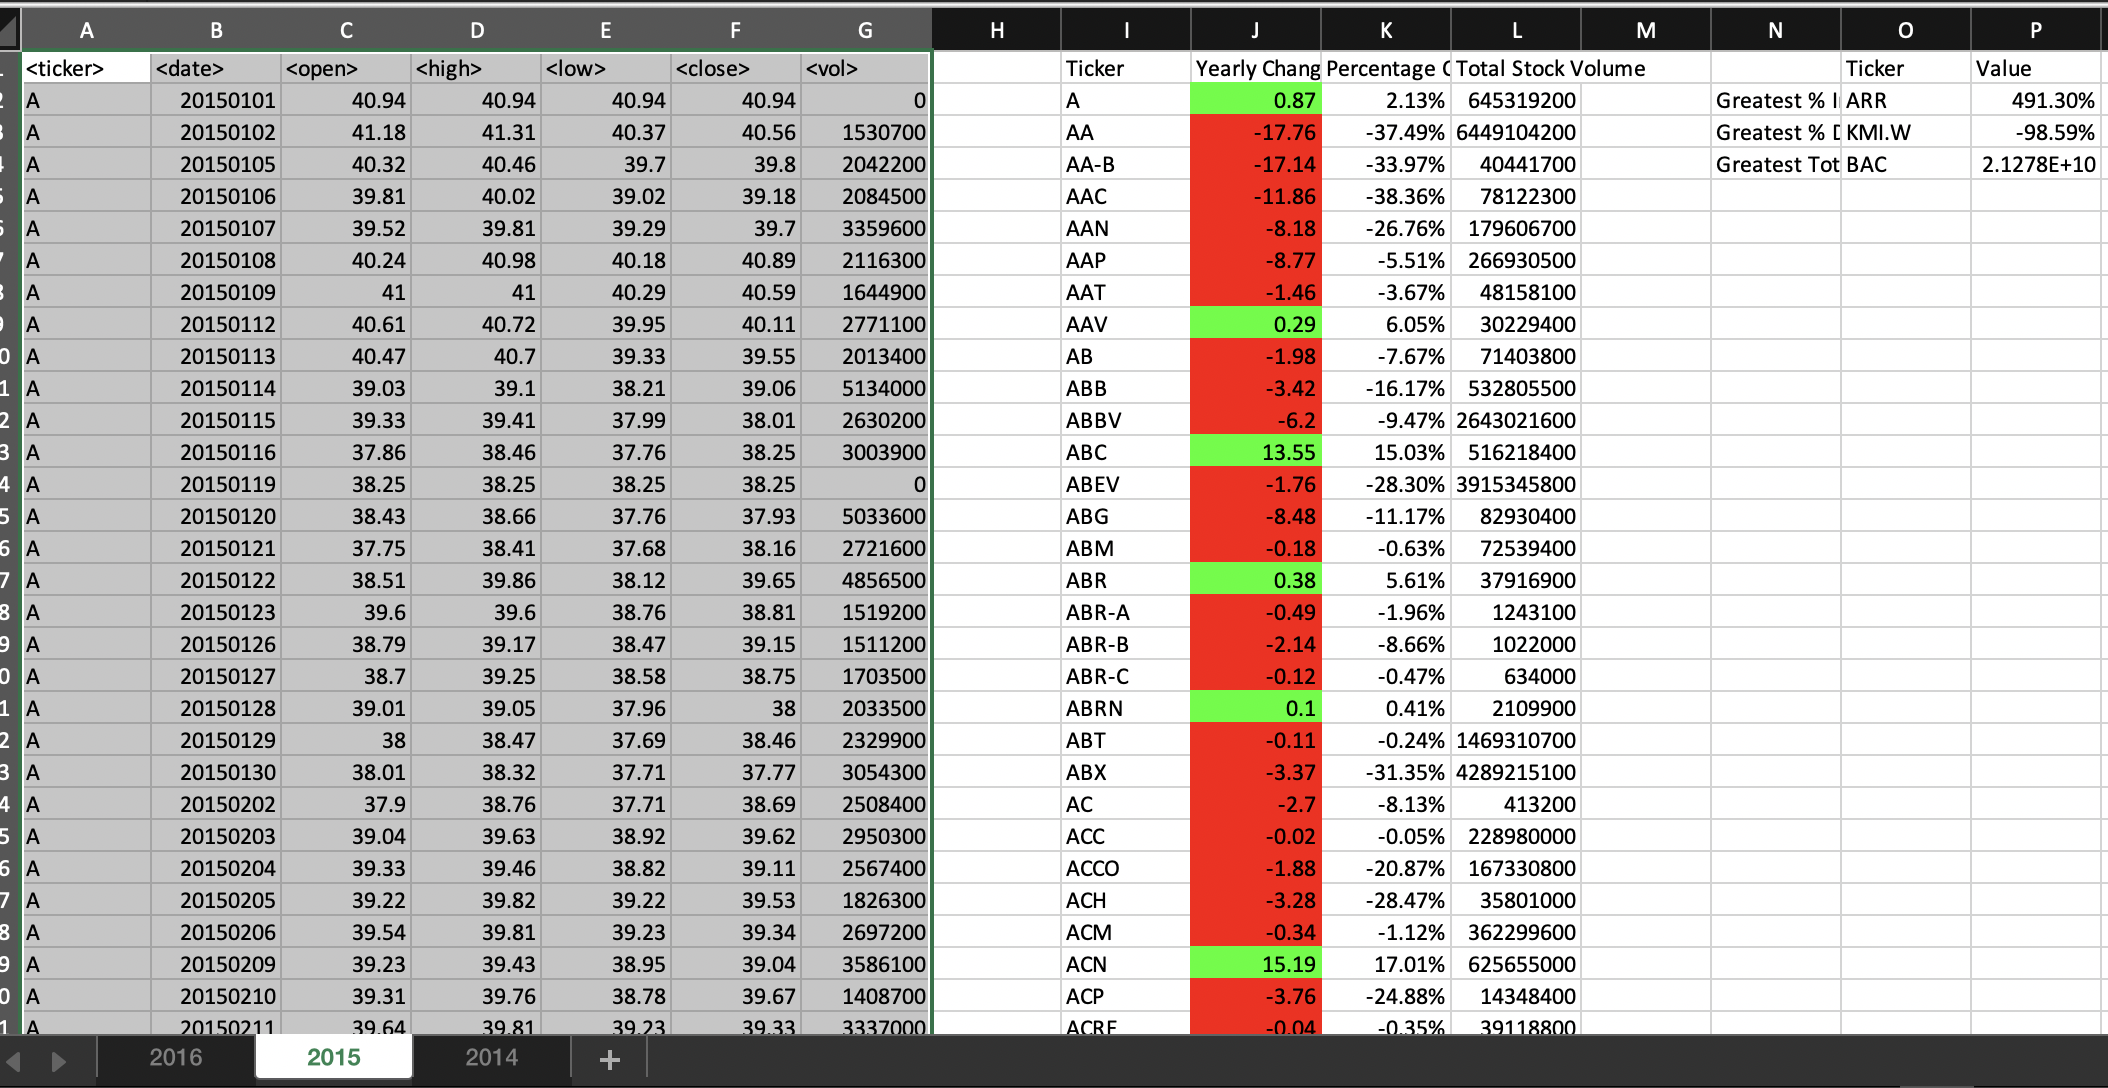 A B C D E F G H I J K L M N O P
<ticker> <date> <open> <high> <low> <close> <vol> Ticker Yearly Chang Percentage Total Stock Volume Ticker Value
2 A 20150101 40.94 40.94 40.94 40.94 0 A 0.87 2.13% 645319200 Greatest % I ARR 491.30%
3 A 20150102 41.18 41.31 40.37 40.56 1530700 AA -17.76 -37.49% 6449104200 Greatest % D KMI.W -98.59%
4 A 20150105 40.32 40.46 39.7 39.8 2042200 AA-B -17.14 -33.97% 40441700 Greatest Tot BAC 2.1278E+10
5 A 20150106 39.81 40.02 39.02 39.18 2084500 AAC -11.86 -38.36% 78122300
6 A 20150107 39.52 39.81 39.29 39.7 3359600 AAN -8.18 -26.76% 179606700
7 A 20150108 40.24 40.98 40.18 40.89 2116300 AAP -8.77 -5.51% 266930500
8 A 20150109 41 41 40.29 40.59 1644900 AAT -1.46 -3.67% 48158100
9 A 20150112 40.61 40.72 39.95 40.11 2771100 AAV 0.29 6.05% 30229400
0 A 20150113 40.47 40.7 39.33 39.55 2013400 AB -1.98 -7.67% 71403800
1 A 20150114 39.03 39.1 38.21 39.06 5134000 ABB -3.42 -16.17% 532805500
2 A 20150115 39.33 39.41 37.99 38.01 2630200 ABBV -6.2 -9.47% 2643021600
3 A 20150116 37.86 38.46 37.76 38.25 3003900 ABC 13.55 15.03% 516218400
4 A 20150119 38.25 38.25 38.25 38.25 0 ABEV -1.76 -28.30% 3915345800
5 A 20150120 38.43 38.66 37.76 37.93 5033600 ABG -8.48 -11.17% 82930400
6 A 20150121 37.75 38.41 37.68 38.16 2721600 ABM -0.18 -0.63% 72539400
7 A 20150122 38.51 39.86 38.12 39.65 4856500 ABR 0.38 5.61% 37916900
8 A 20150123 39.6 39.6 38.76 38.81 1519200 ABR-A -0.49 -1.96% 1243100
9 A 20150126 38.79 39.17 38.47 39.15 1511200 ABR-B -2.14 -8.66% 1022000
0 A 20150127 38.7 39.25 38.58 38.75 1703500 ABR-C -0.12 -0.47% 634000
1 A 20150128 39.01 39.05 37.96 38 2033500 ABRN 0.1 0.41% 2109900
2 A 20150129 38 38.47 37.69 38.46 2329900 ABT -0.11 -0.24% 1469310700
3 A 20150130 38.01 38.32 37.71 37.77 3054300 ABX -3.37 -31.35% 4289215100
4 A 20150202 37.9 38.76 37.71 38.69 2508400 AC -2.7 -8.13% 413200
5 A 20150203 39.04 39.63 38.92 39.62 2950300 ACC -0.02 -0.05% 228980000
6 A 20150204 39.33 39.46 38.82 39.11 2567400 ACCO -1.88 -20.87% 167330800
7 A 20150205 39.22 39.82 39.22 39.53 1826300 ACH -3.28 -28.47% 35801000
8 A 20150206 39.54 39.81 39.23 39.34 2697200 ACM -0.34 -1.12% 362299600
9 A 20150209 39.23 39.43 38.95 39.04 3586100 ACN 15.19 17.01% 625655000
0 A 20150210 39.31 39.76 38.78 39.67 1408700 ACP -3.76 -24.88% 14348400
1 A 20150211 39.64 39.81 39.23 39.33 3337000 ACRE -0.04 -0.35% 39118800
2016 2015 2014 +